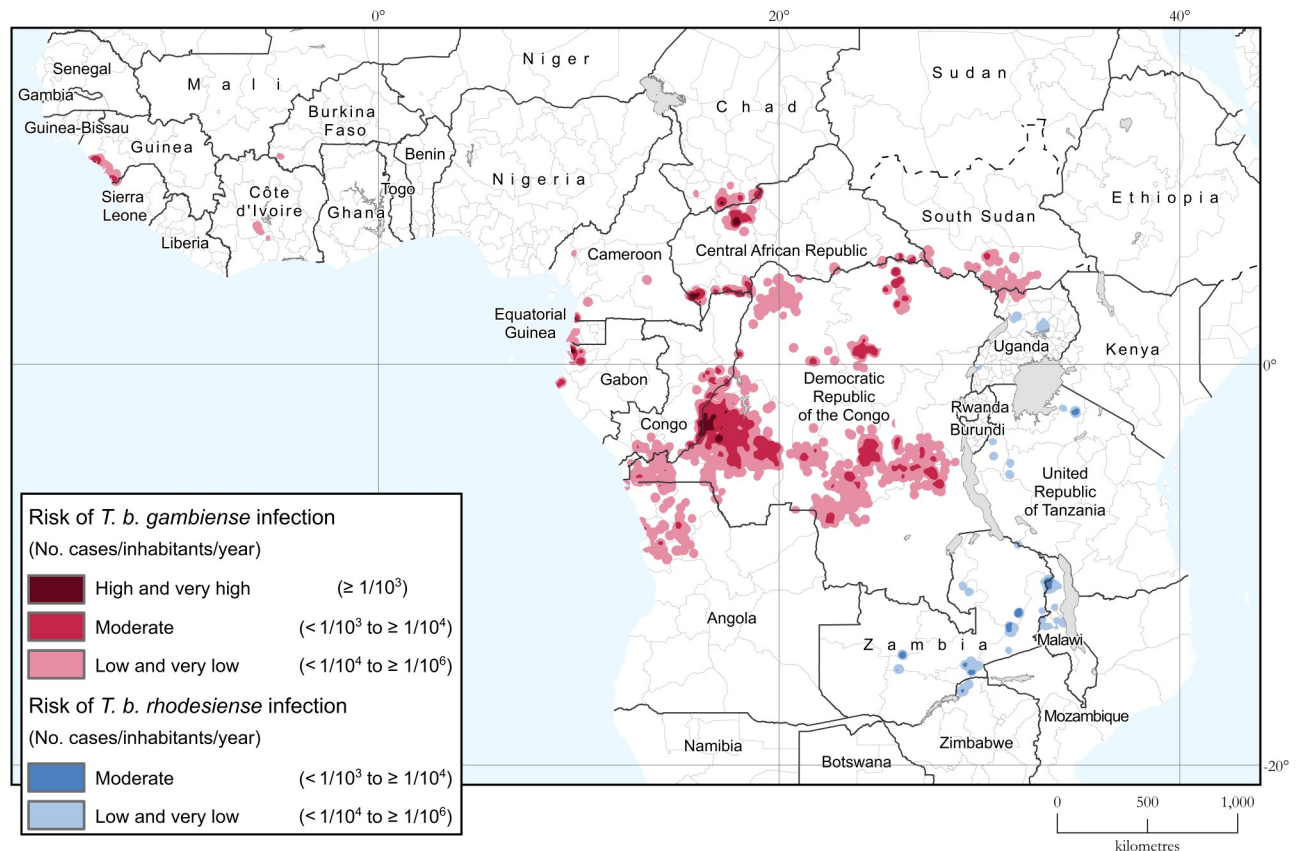 0°
20°
40°
Niger
Senegal
Mali
Sudan
Gambia
Chad
Burkina
Faso
Guinea-Bissau
Guinea
Benin
Nigeria
Togo
Côte
d'Ivoire
Sierra
Leone
Ghana
Ethiopia
South Sudan
Liberia
Cameroon
Central African Republic
Equatorial
Guinea
Uganda
Kenya
0°
Gabon
Democratic
Republic
of the Congo
Rwanda
Congo
Burundi
United
Republic
of Tanzania
Angola
Zambia
Malawi
Mozambique
Namibia
Zimbabwe
Botswana
-20°
Risk of T. b. gambiense infection
(No. cases/inhabitants/year)
High and very high (≥ 1/10³)
Moderate (< 1/10³ to ≥ 1/10⁴)
Low and very low (< 1/10⁴ to ≥ 1/10⁶)
Risk of T. b. rhodesiense infection
(No. cases/inhabitants/year)
Moderate (< 1/10³ to ≥ 1/10⁴)
Low and very low (< 1/10⁴ to ≥ 1/10⁶)
0 500 1,000
kilometres